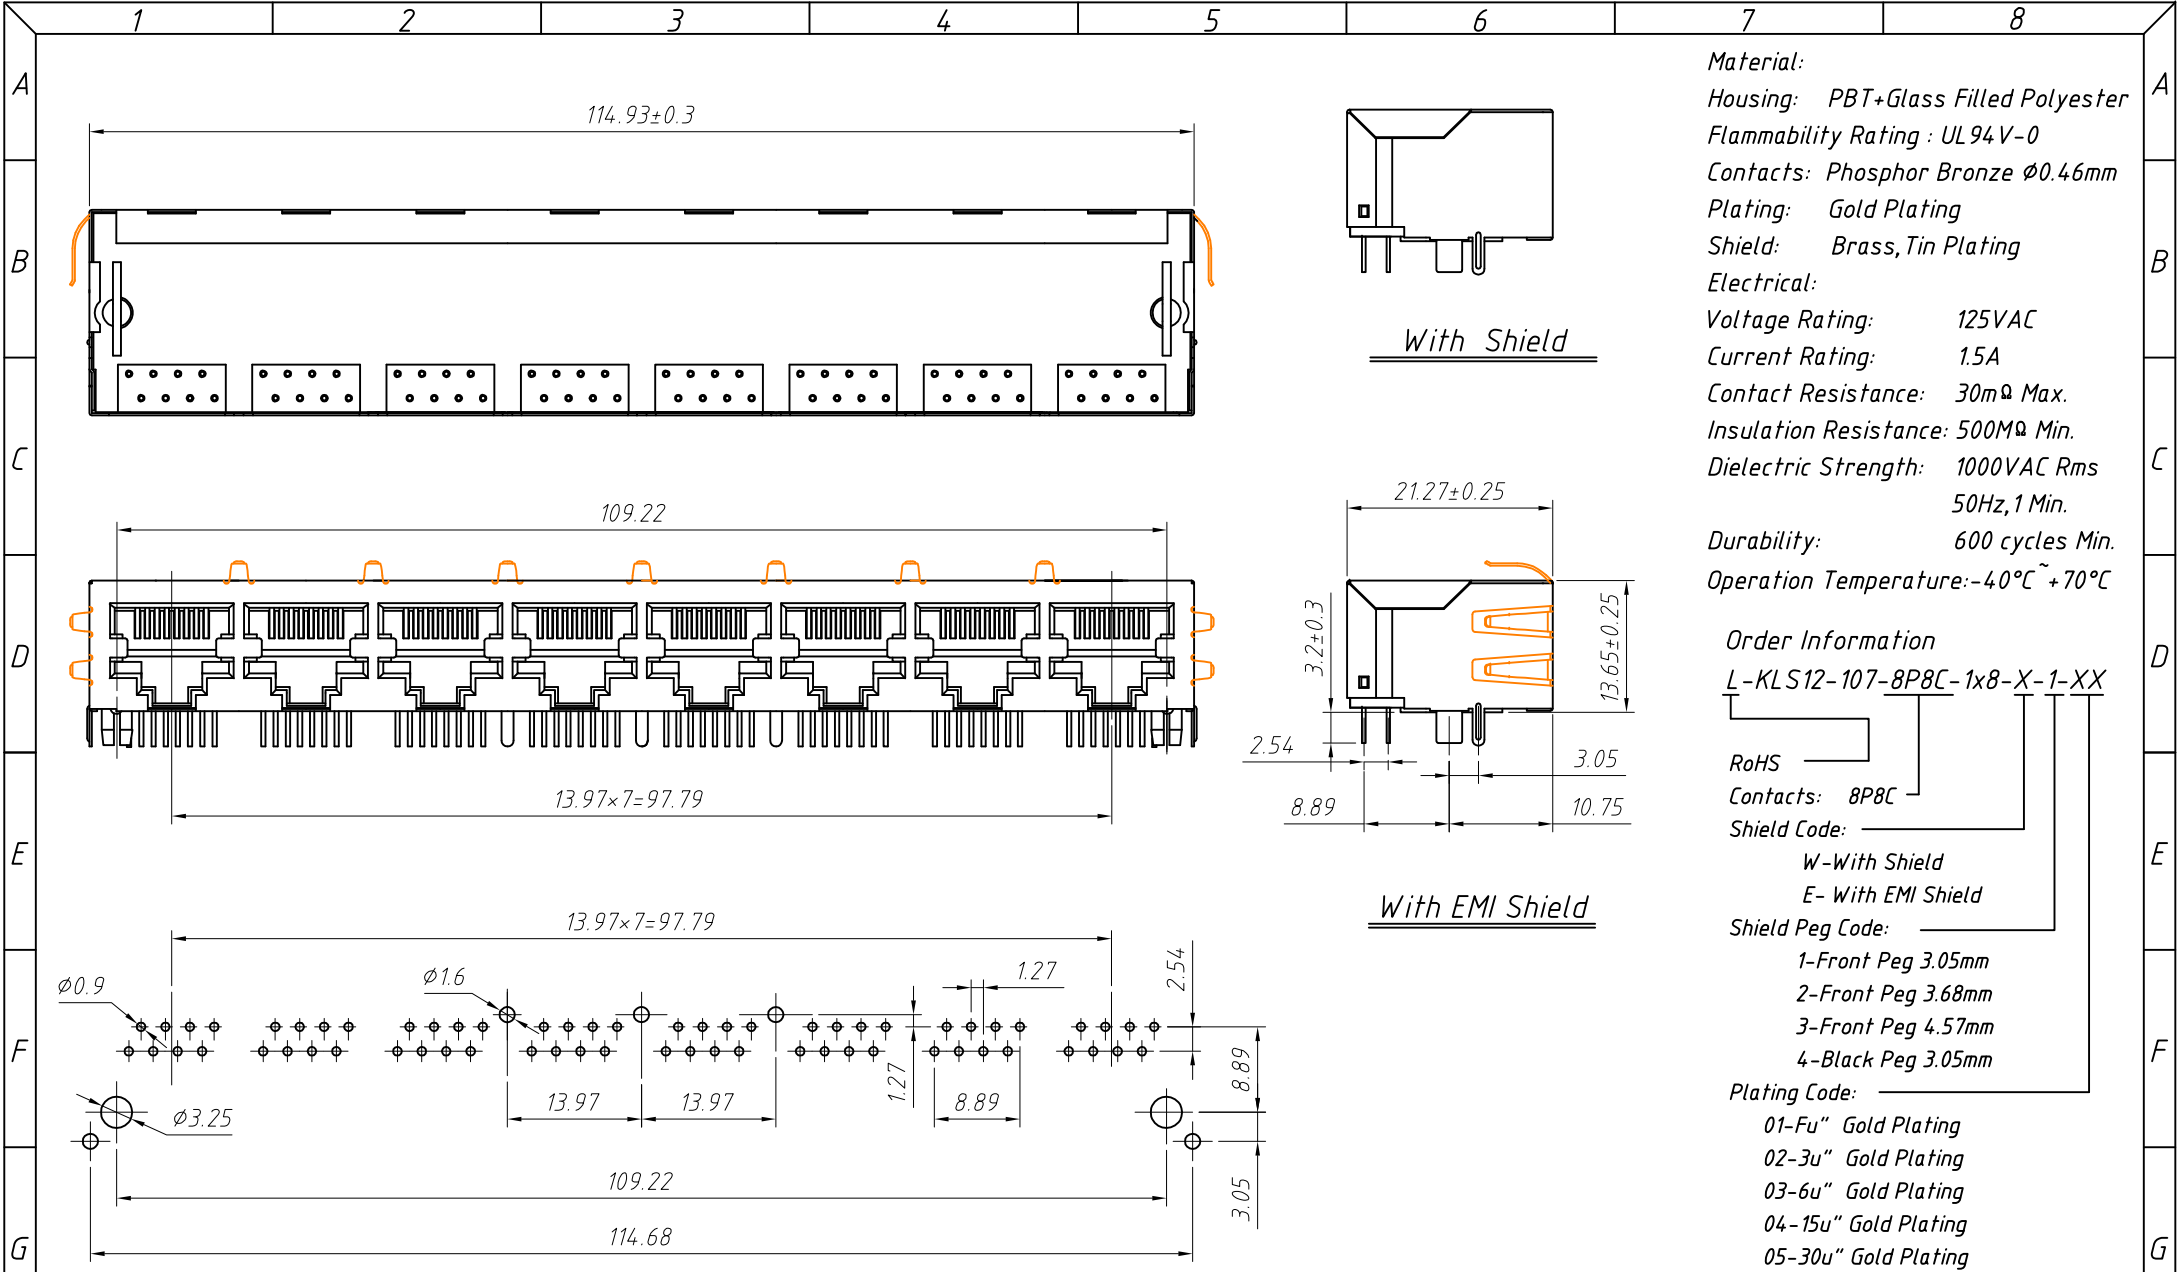 1 2 3 4 5 6 7 8
A A
B B
C C
D D
E E
F F
G G
114.93±0.3
With Shield
109.22
13.97×7=97.79
21.27±0.25
3.2±0.3
13.65±0.25
2.54
3.05
8.89
10.75
With EMI Shield
13.97×7=97.79
φ0.9
φ1.6
1.27
2.54
1.27
8.89
13.97
13.97
8.89
φ3.25
3.05
109.22
114.68
Material:
Housing: PBT+Glass Filled Polyester
Flammability Rating : UL94V-0
Contacts: Phosphor Bronze φ0.46mm
Plating: Gold Plating
Shield: Brass,Tin Plating
Electrical:
Voltage Rating: 125VAC
Current Rating: 1.5A
Contact Resistance: 30mΩ Max.
Insulation Resistance: 500MΩ Min.
Dielectric Strength: 1000VAC Rms
50Hz,1 Min.
Durability: 600 cycles Min.
Operation Temperature:-40°C~+70°C
Order Information
L-KLS12-107-8P8C-1x8-X-1-XX
RoHS
Contacts: 8P8C
Shield Code:
W-With Shield
E- With EMI Shield
Shield Peg Code:
1-Front Peg 3.05mm
2-Front Peg 3.68mm
3-Front Peg 4.57mm
4-Black Peg 3.05mm
Plating Code:
01-Fu" Gold Plating
02-3u" Gold Plating
03-6u" Gold Plating
04-15u" Gold Plating
05-30u" Gold Plating